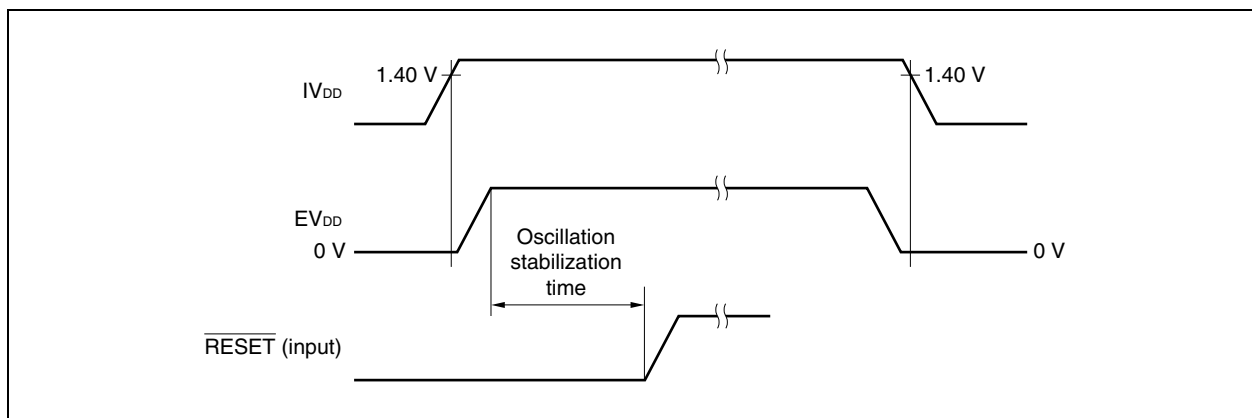 1.40 V
1.40 V
IVDD
EVDD
0 V
0 V
Oscillation
stabilization
time
RESET (input)